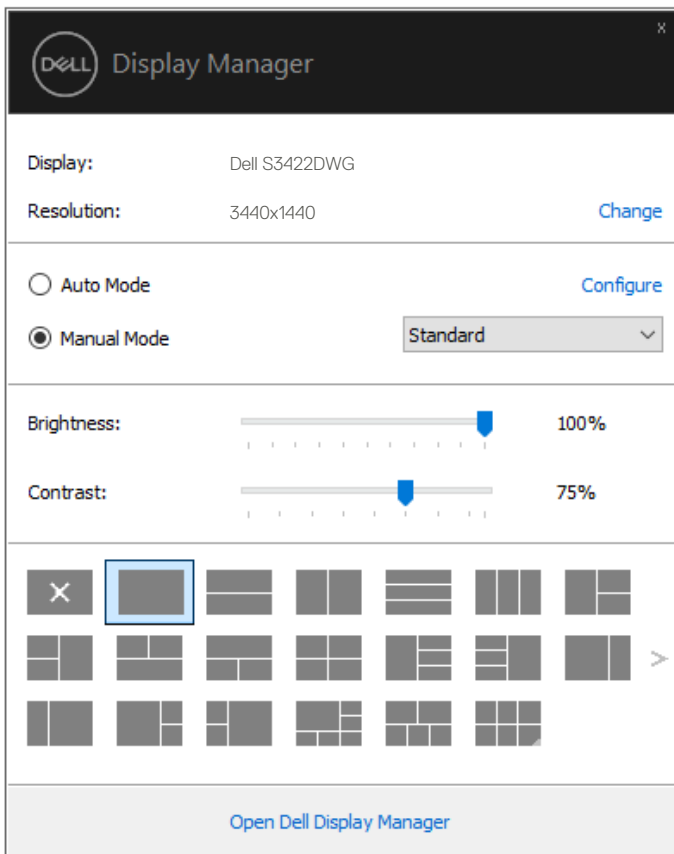 x
DELL Display Manager
Display: Dell S3422DWG
Resolution: 3440x1440 Change
Auto Mode Configure
Manual Mode Standard
Brightness: 100%
Contrast: 75%
Open Dell Display Manager